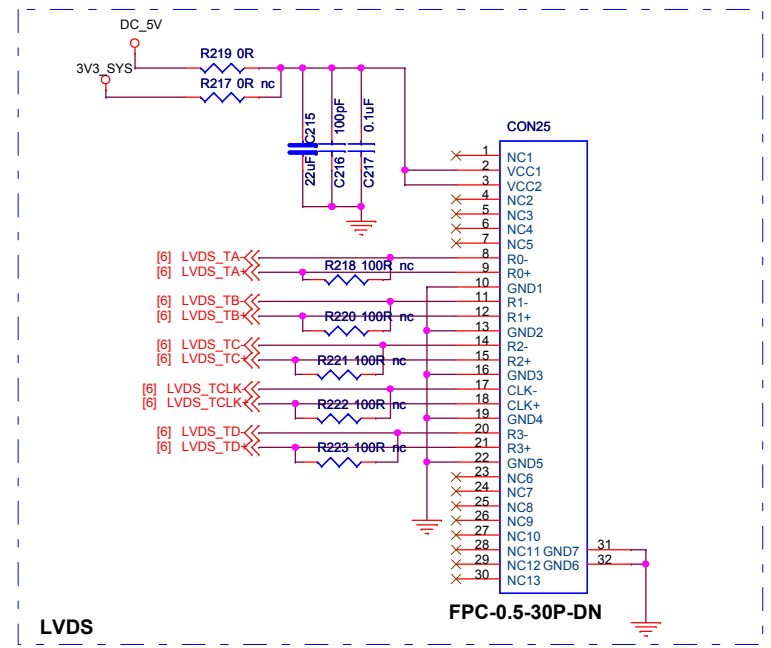 DC_5V
R219 0R
3V3_SYS
R217 0R nc
C215
22uF
100pF
C216
0.1uF
C217
CON25
1 NC1
2 VCC1
3 VCC2
4 NC2
5 NC3
6 NC4
7 NC5
[6] LVDS_TA- 8 R0-
[6] LVDS_TA+ 9 R0+
R218 100R nc
10 GND1
[6] LVDS_TB- 11 R1-
[6] LVDS_TB+ 12 R1+
R220 100R nc
13 GND2
[6] LVDS_TC- 14 R2-
[6] LVDS_TC+ 15 R2+
R221 100R nc
16 GND3
[6] LVDS_TCLK- 17 CLK-
[6] LVDS_TCLK+ 18 CLK+
R222 100R nc
19 GND4
[6] LVDS_TD- 20 R3-
[6] LVDS_TD+ 21 R3+
R223 100R nc
22 GND5
23 NC6
24 NC7
25 NC8
26 NC9
27 NC10
28 NC11 GND7 31
29 NC12 GND6 32
30 NC13
FPC-0.5-30P-DN
LVDS